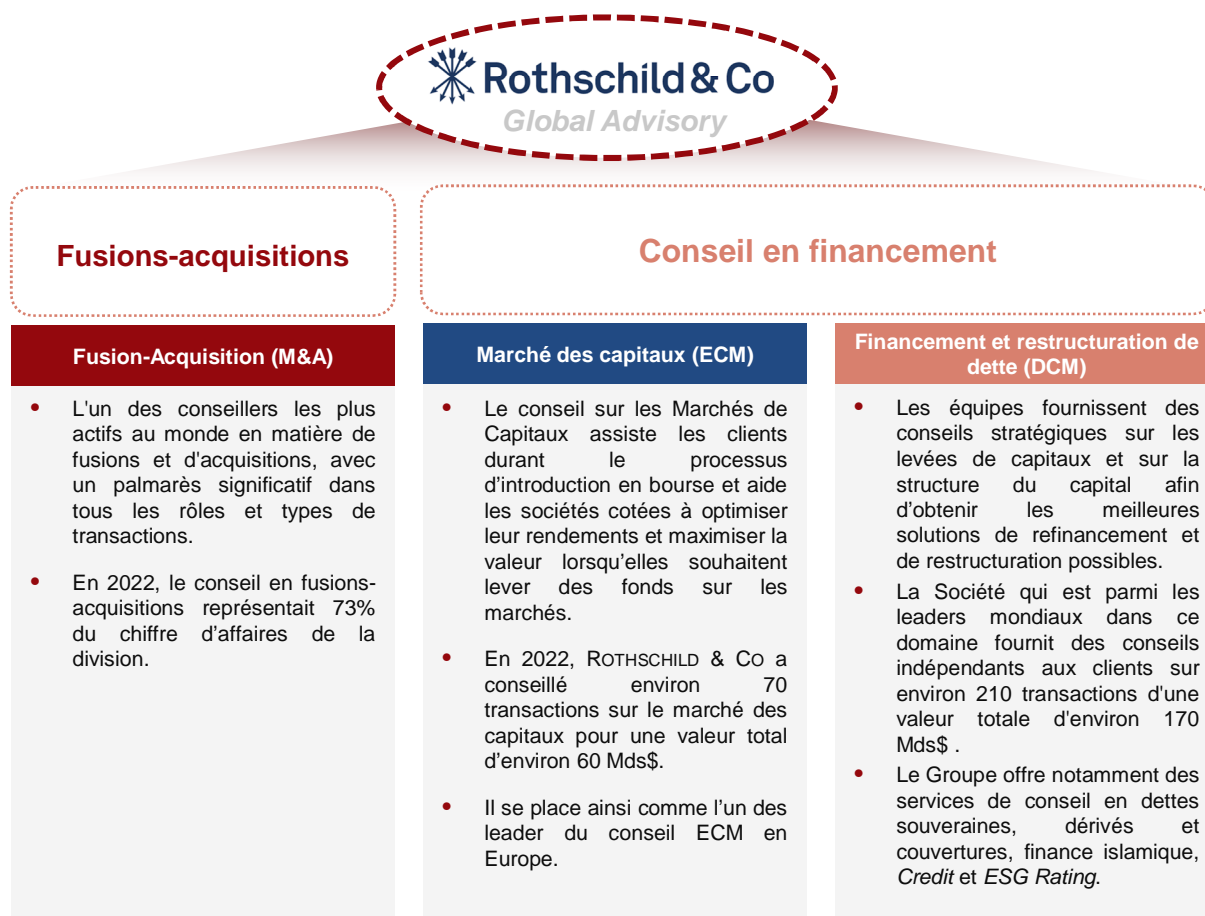 Rothschild & Co
Global Advisory
Fusions-acquisitions
Conseil en financement
Fusion-Acquisition (M&A)
• L'un des conseillers les plus
actifs au monde en matière de
fusions et d'acquisitions, avec
un palmarès significatif dans
tous les rôles et types de
transactions.
• En 2022, le conseil en fusions-
acquisitions représentait 73%
du chiffre d’affaires de la
division.
Marché des capitaux (ECM)
• Le conseil sur les Marchés de
Capitaux assiste les clients
durant le processus
d’introduction en bourse et aide
les sociétés cotées à optimiser
leur rendements et maximiser la
valeur lorsqu’elles souhaitent
lever des fonds sur les
marchés.
• En 2022, ROTHSCHILD & CO a
conseillé environ 70
transactions sur le marché des
capitaux pour une valeur total
d’environ 60 Mds$.
• Il se place ainsi comme l’un des
leader du conseil ECM en
Europe.
Financement et restructuration de
dette (DCM)
• Les équipes fournissent des
conseils stratégiques sur les
levées de capitaux et sur la
structure du capital afin
d’obtenir les meilleures
solutions de refinancement et
de restructuration possibles.
• La Société qui est parmi les
leaders mondiaux dans ce
domaine fournit des conseils
indépendants aux clients sur
environ 210 transactions d'une
valeur totale d'environ 170
Mds$ .
• Le Groupe offre notamment des
services de conseil en dettes
souveraines, dérivés et
couvertures, finance islamique,
Credit et ESG Rating.